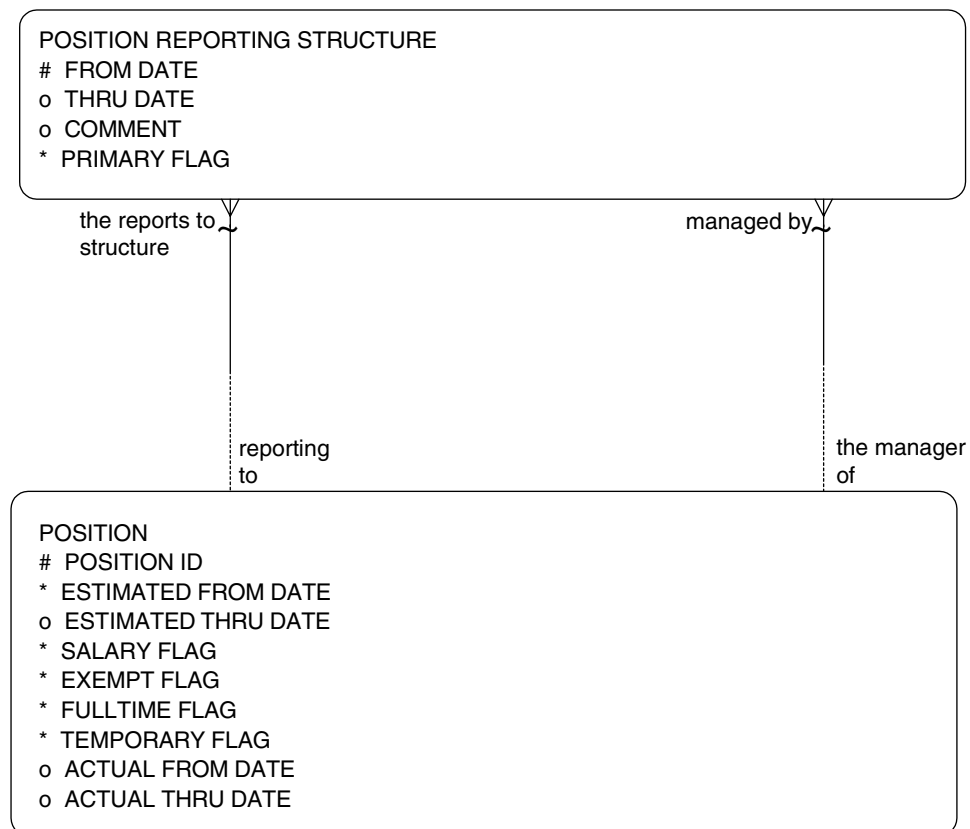 POSITION REPORTING STRUCTURE
# FROM DATE
o THRU DATE
o COMMENT
* PRIMARY FLAG
the reports to
structure
managed by
reporting
to
the manager
of
POSITION
# POSITION ID
* ESTIMATED FROM DATE
o ESTIMATED THRU DATE
* SALARY FLAG
* EXEMPT FLAG
* FULLTIME FLAG
* TEMPORARY FLAG
o ACTUAL FROM DATE
o ACTUAL THRU DATE